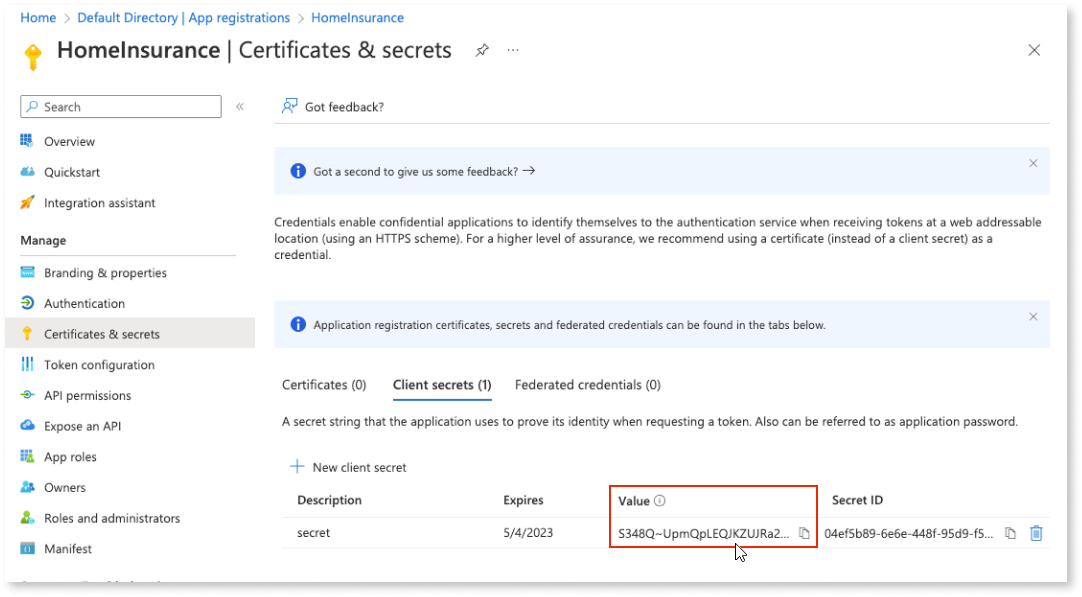 Home > Default Directory | App registrations > HomeInsurance
HomeInsurance | Certificates & secrets
Search
Overview
Quickstart
Integration assistant
Manage
Branding & properties
Authentication
Certificates & secrets
Token configuration
API permissions
Expose an API
App roles
Owners
Roles and administrators
Manifest
Got feedback?
Got a second to give us some feedback? →
Credentials enable confidential applications to identify themselves to the authentication service when receiving tokens at a web addressable
location (using an HTTPS scheme). For a higher level of assurance, we recommend using a certificate (instead of a client secret) as a
credential.
Application registration certificates, secrets and federated credentials can be found in the tabs below.
Certificates (0) Client secrets (1) Federated credentials (0)
A secret string that the application uses to prove its identity when requesting a token. Also can be referred to as application password.
New client secret
Description Expires Value Secret ID
secret 5/4/2023 S348Q~UpmQpLEQJKZUJRa2... 04ef5b89-6e6e-448f-95d9-f5...